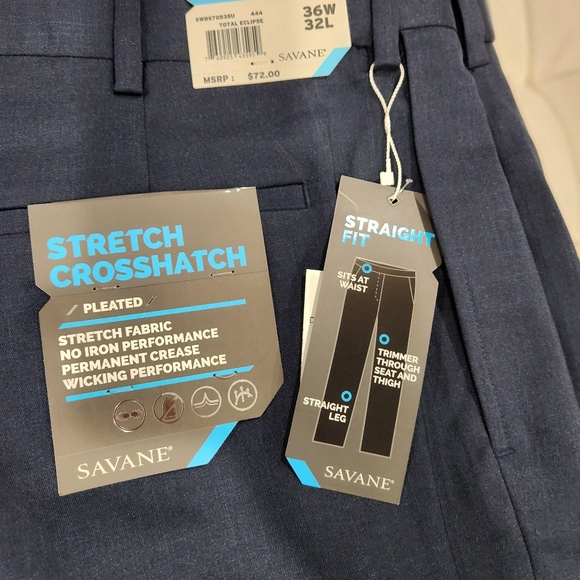 SWBS70535U 444
TOTAL ECLIPSE
36W
32L
SAVANE®
MSRP : $72.00
STRETCH
CROSSHATCH
/ PLEATED /
STRETCH FABRIC
NO IRON PERFORMANCE
PERMANENT CREASE
WICKING PERFORMANCE
SAVANE®
STRAIGHT
FIT
SITS AT
WAIST
TRIMMER
THROUGH
SEAT AND
THIGH
STRAIGHT
LEG
SAVANE®